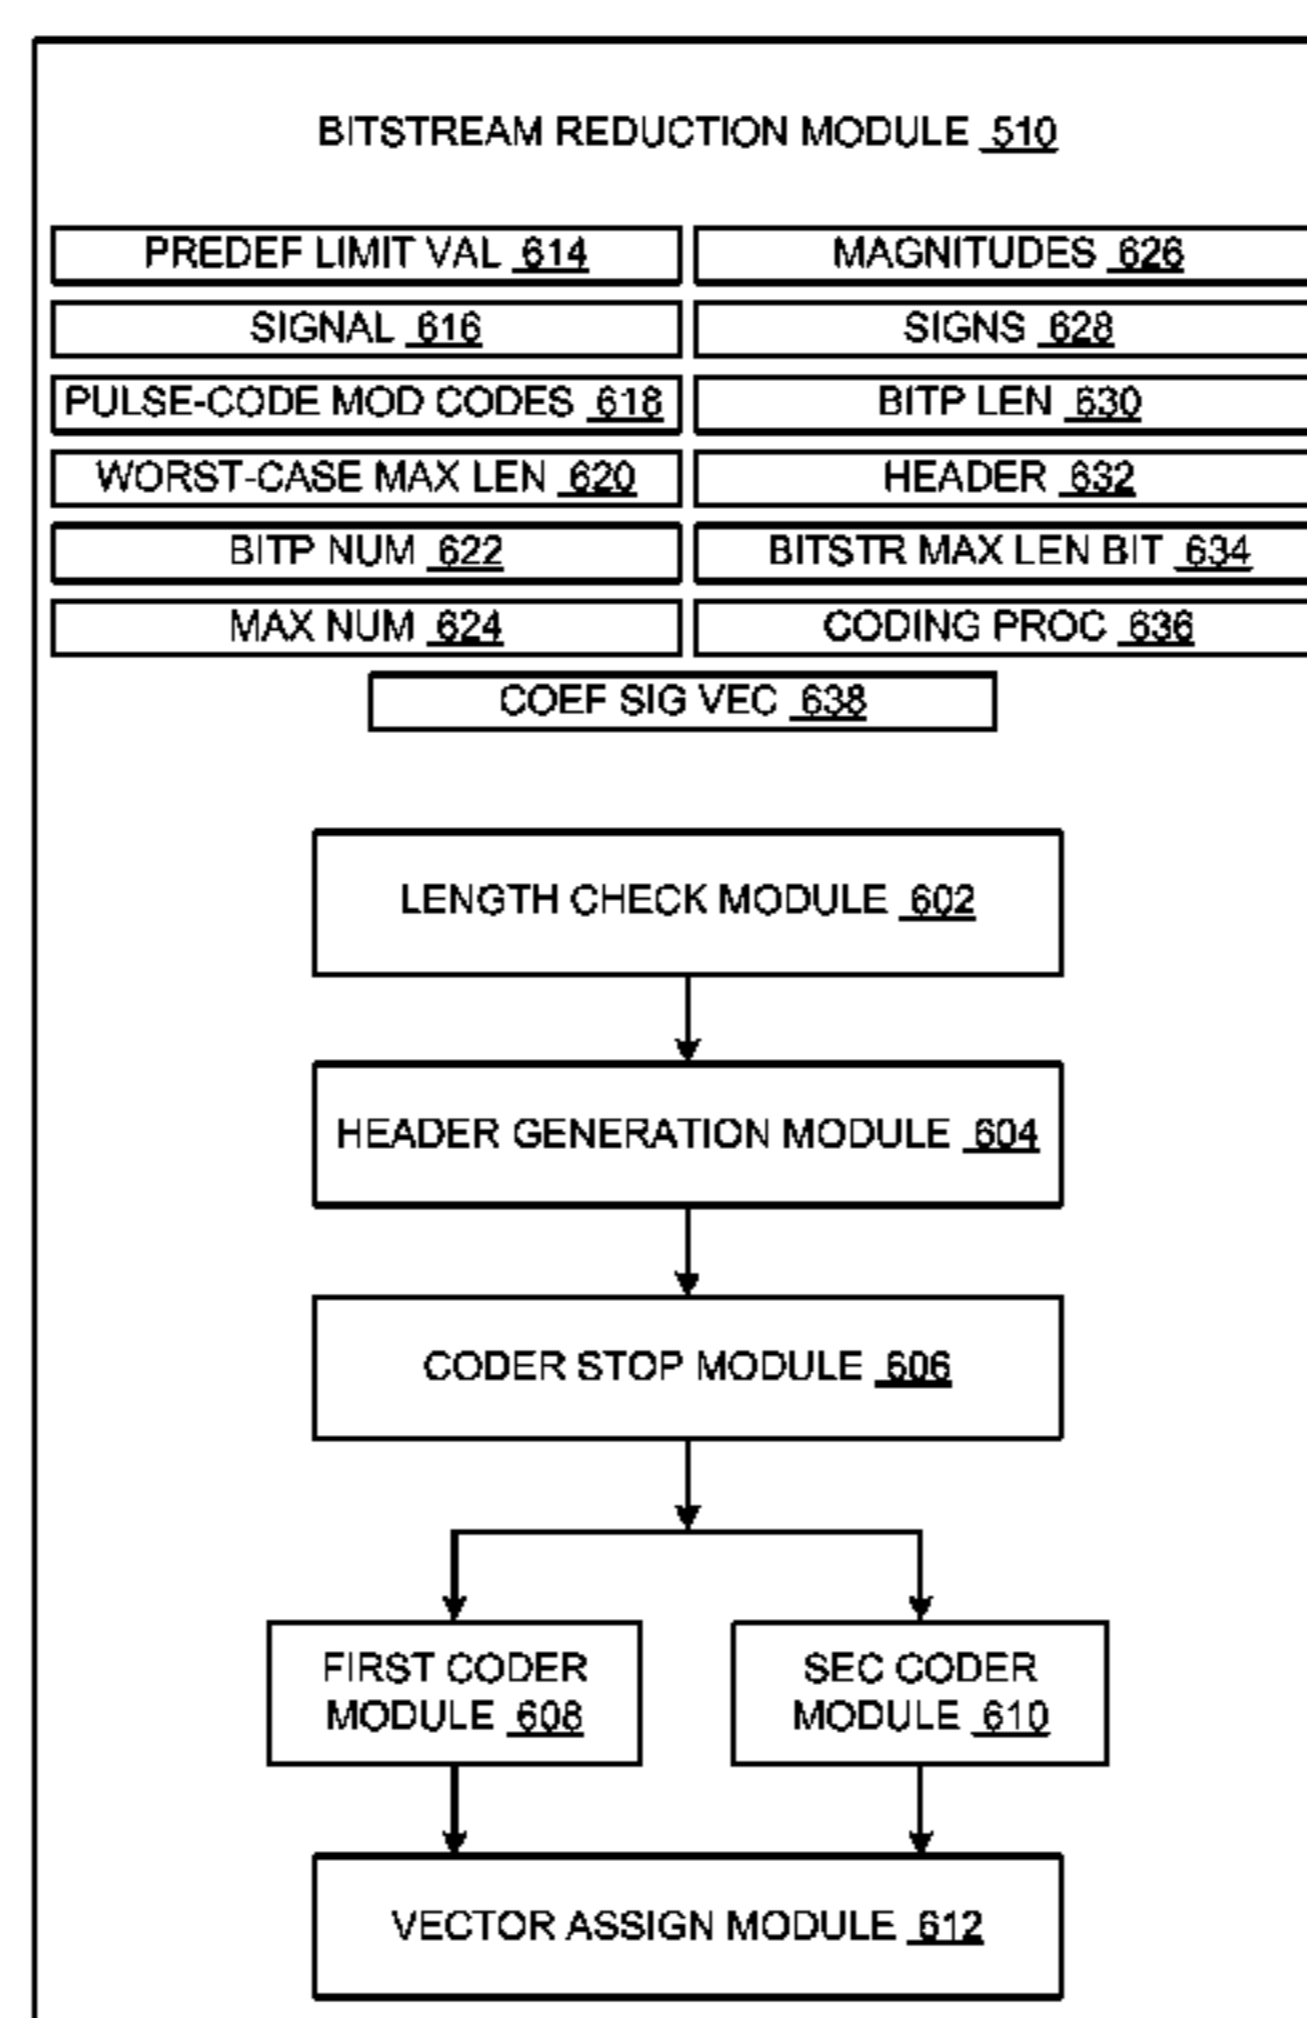 BITSTREAM REDUCTION MODULE 510
PREDEF LIMIT VAL 614
MAGNITUDES 626
SIGNAL 616
SIGNS 628
PULSE-CODE MOD CODES 618
BITP LEN 630
WORST-CASE MAX LEN 620
HEADER 632
BITP NUM 622
BITSTR MAX LEN BIT 634
MAX NUM 624
CODING PROC 636
COEF SIG VEC 638
LENGTH CHECK MODULE 602
HEADER GENERATION MODULE 604
CODER STOP MODULE 606
FIRST CODER
MODULE 608
SEC CODER
MODULE 610
VECTOR ASSIGN MODULE 612